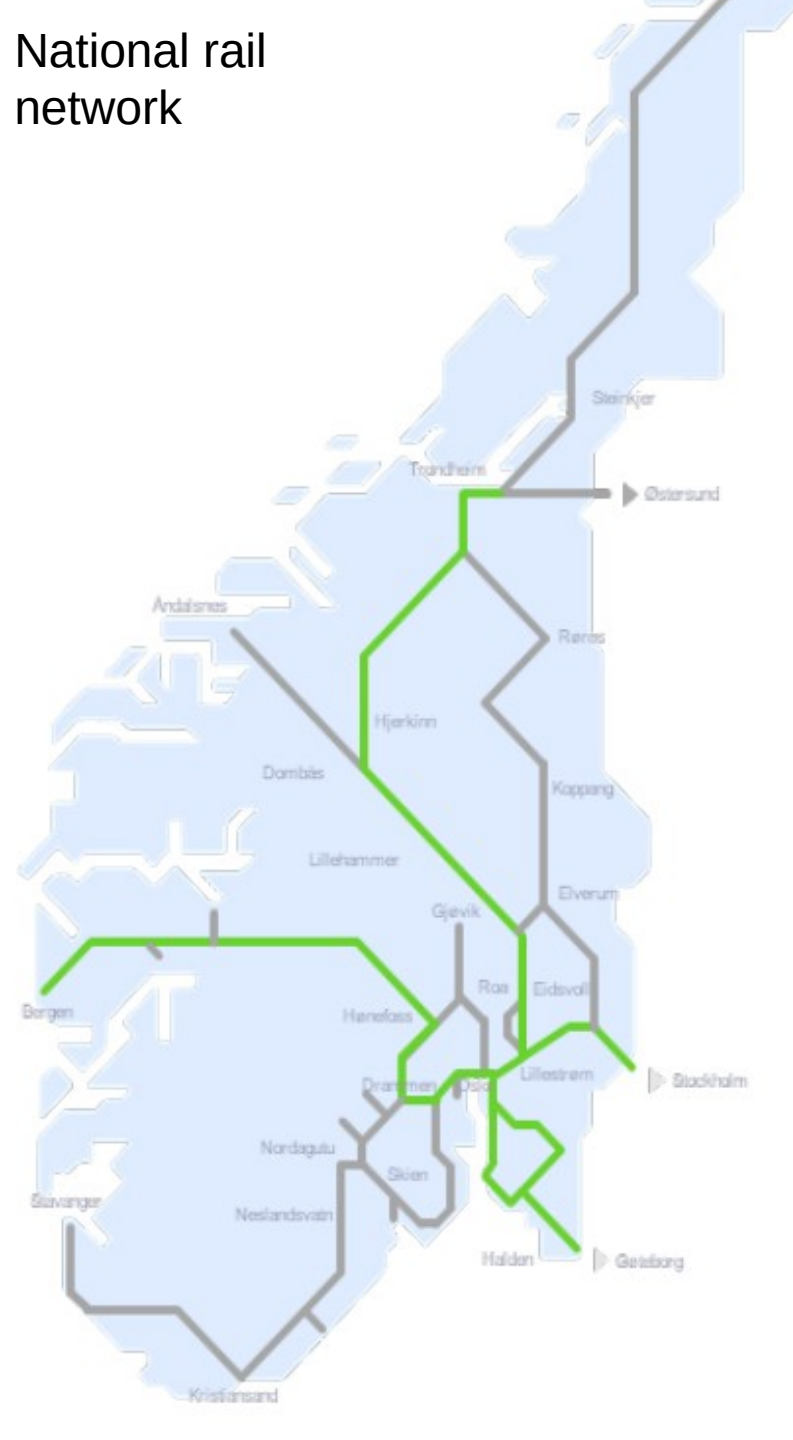 National rail
network
Steinkjer
Trondheim
Østersund
Åndalsnes
Røros
Hjerkinn
Dombås
Koppang
Lillehammer
Elverum
Gjøvik
Roa
Eidsvoll
Bergen
Hønefoss
Drammen
Oslo
Lillestrøm
Stockholm
Nordagutu
Skien
Stavanger
Neslandsvatn
Halden
Gøteborg
Kristiansand